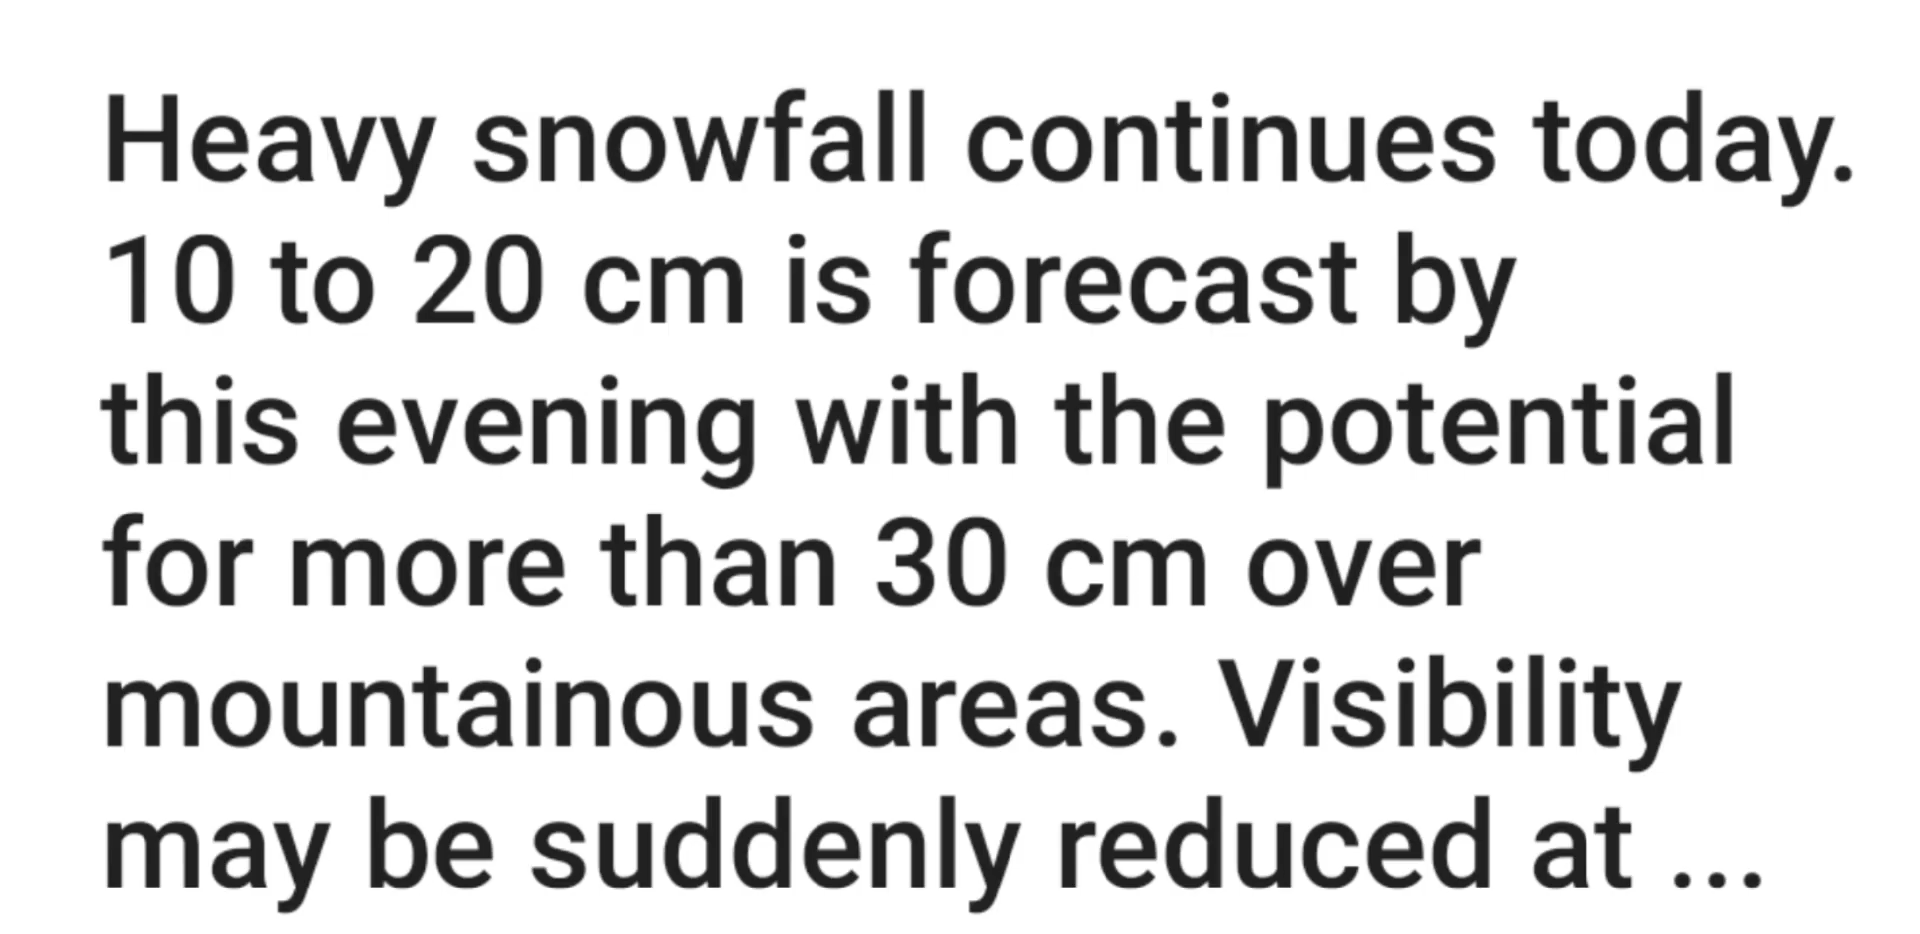 Heavy snowfall continues today.
10 to 20 cm is forecast by
this evening with the potential
for more than 30 cm over
mountainous areas. Visibility
may be suddenly reduced at ...